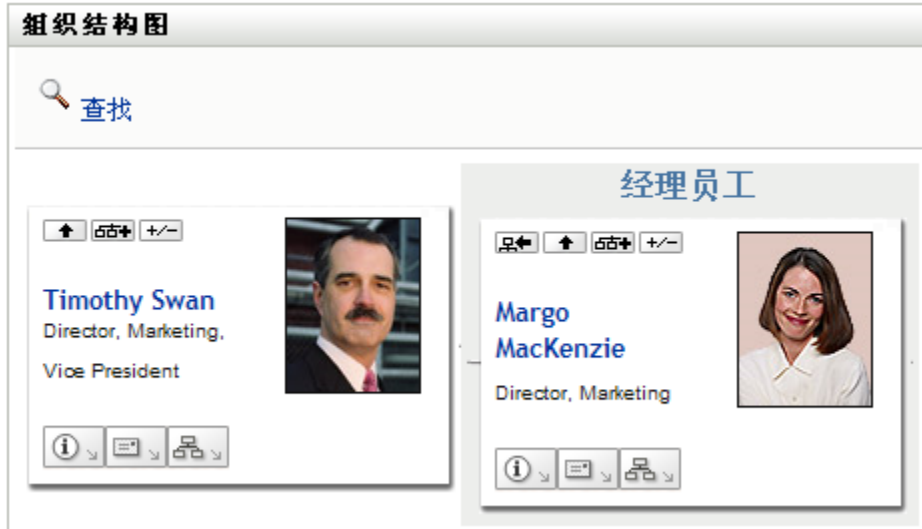 组织结构图
查找
经理员工
+/-
Timothy Swan
Director, Marketing,
Vice President
+/-
Margo
MacKenzie
Director, Marketing